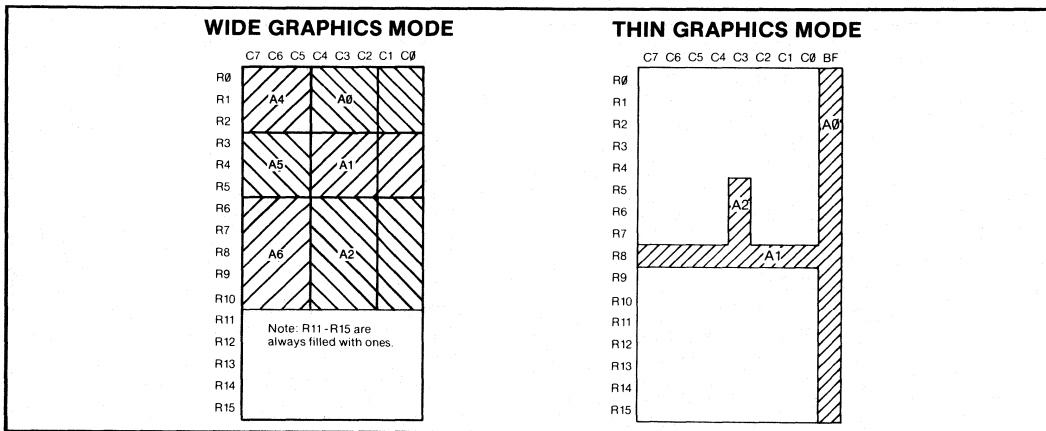 WIDE GRAPHICS MODE
C7 C6 C5 C4 C3 C2 C1 CØ
RØ
R1
R2
R3
R4
R5
R6
R7
R8
R9
R10
R11
R12
R13
R14
R15
A4
AØ
A5
A1
A6
A2
Note: R11-R15 are
always filled with ones.
THIN GRAPHICS MODE
C7 C6 C5 C4 C3 C2 C1 CØ BF
RØ
R1
R2
R3
R4
R5
R6
R7
R8
R9
R10
R11
R12
R13
R14
R15
AØ
A2
A1